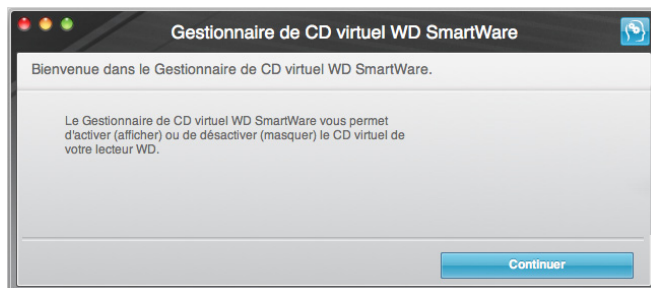 Gestionnaire de CD virtuel WD SmartWare
Bienvenue dans le Gestionnaire de CD virtuel WD SmartWare.
Le Gestionnaire de CD virtuel WD SmartWare vous permet
d'activer (afficher) ou de désactiver (masquer) le CD virtuel de
votre lecteur WD.
Continuer